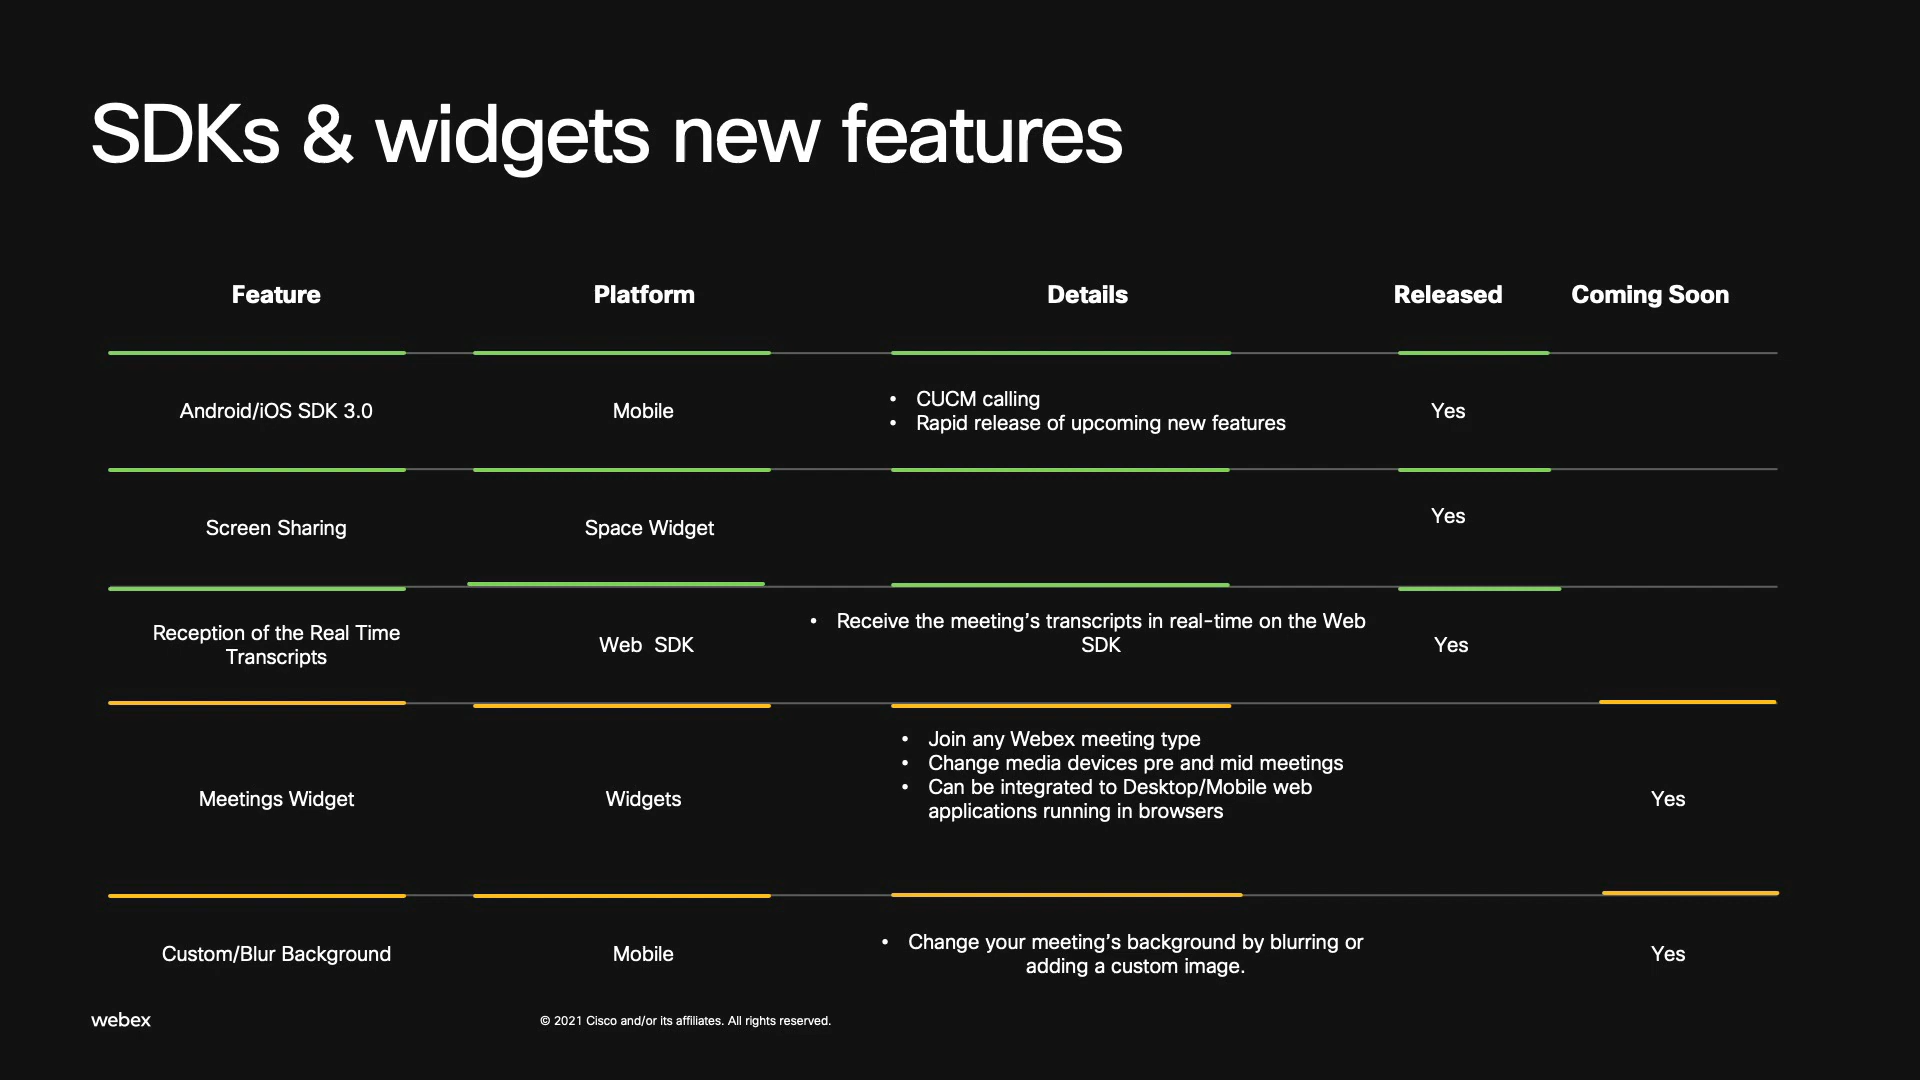 SDKs & widgets new features
Feature Platform Details Released Coming Soon
Android/iOS SDK 3.0 Mobile
• CUCM calling
• Rapid release of upcoming new features
Yes
Screen Sharing Space Widget Yes
Reception of the Real Time
Transcripts
Web SDK
• Receive the meeting’s transcripts in real-time on the Web
SDK
Yes
Meetings Widget Widgets
• Join any Webex meeting type
• Change media devices pre and mid meetings
• Can be integrated to Desktop/Mobile web
applications running in browsers
Yes
Custom/Blur Background Mobile
• Change your meeting’s background by blurring or
adding a custom image.
Yes
webex © 2021 Cisco and/or its affiliates. All rights reserved.